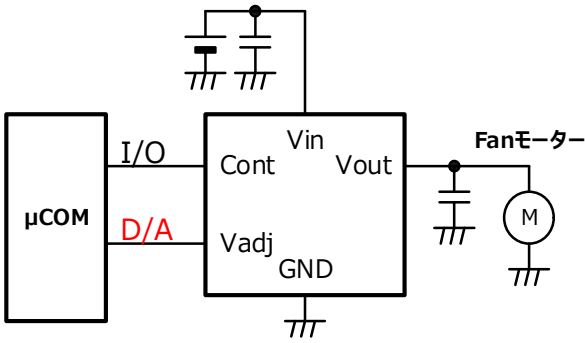 Vin
Fanモーター
I/O
Cont
Vout
μCOM
M
D/A
Vadj
GND